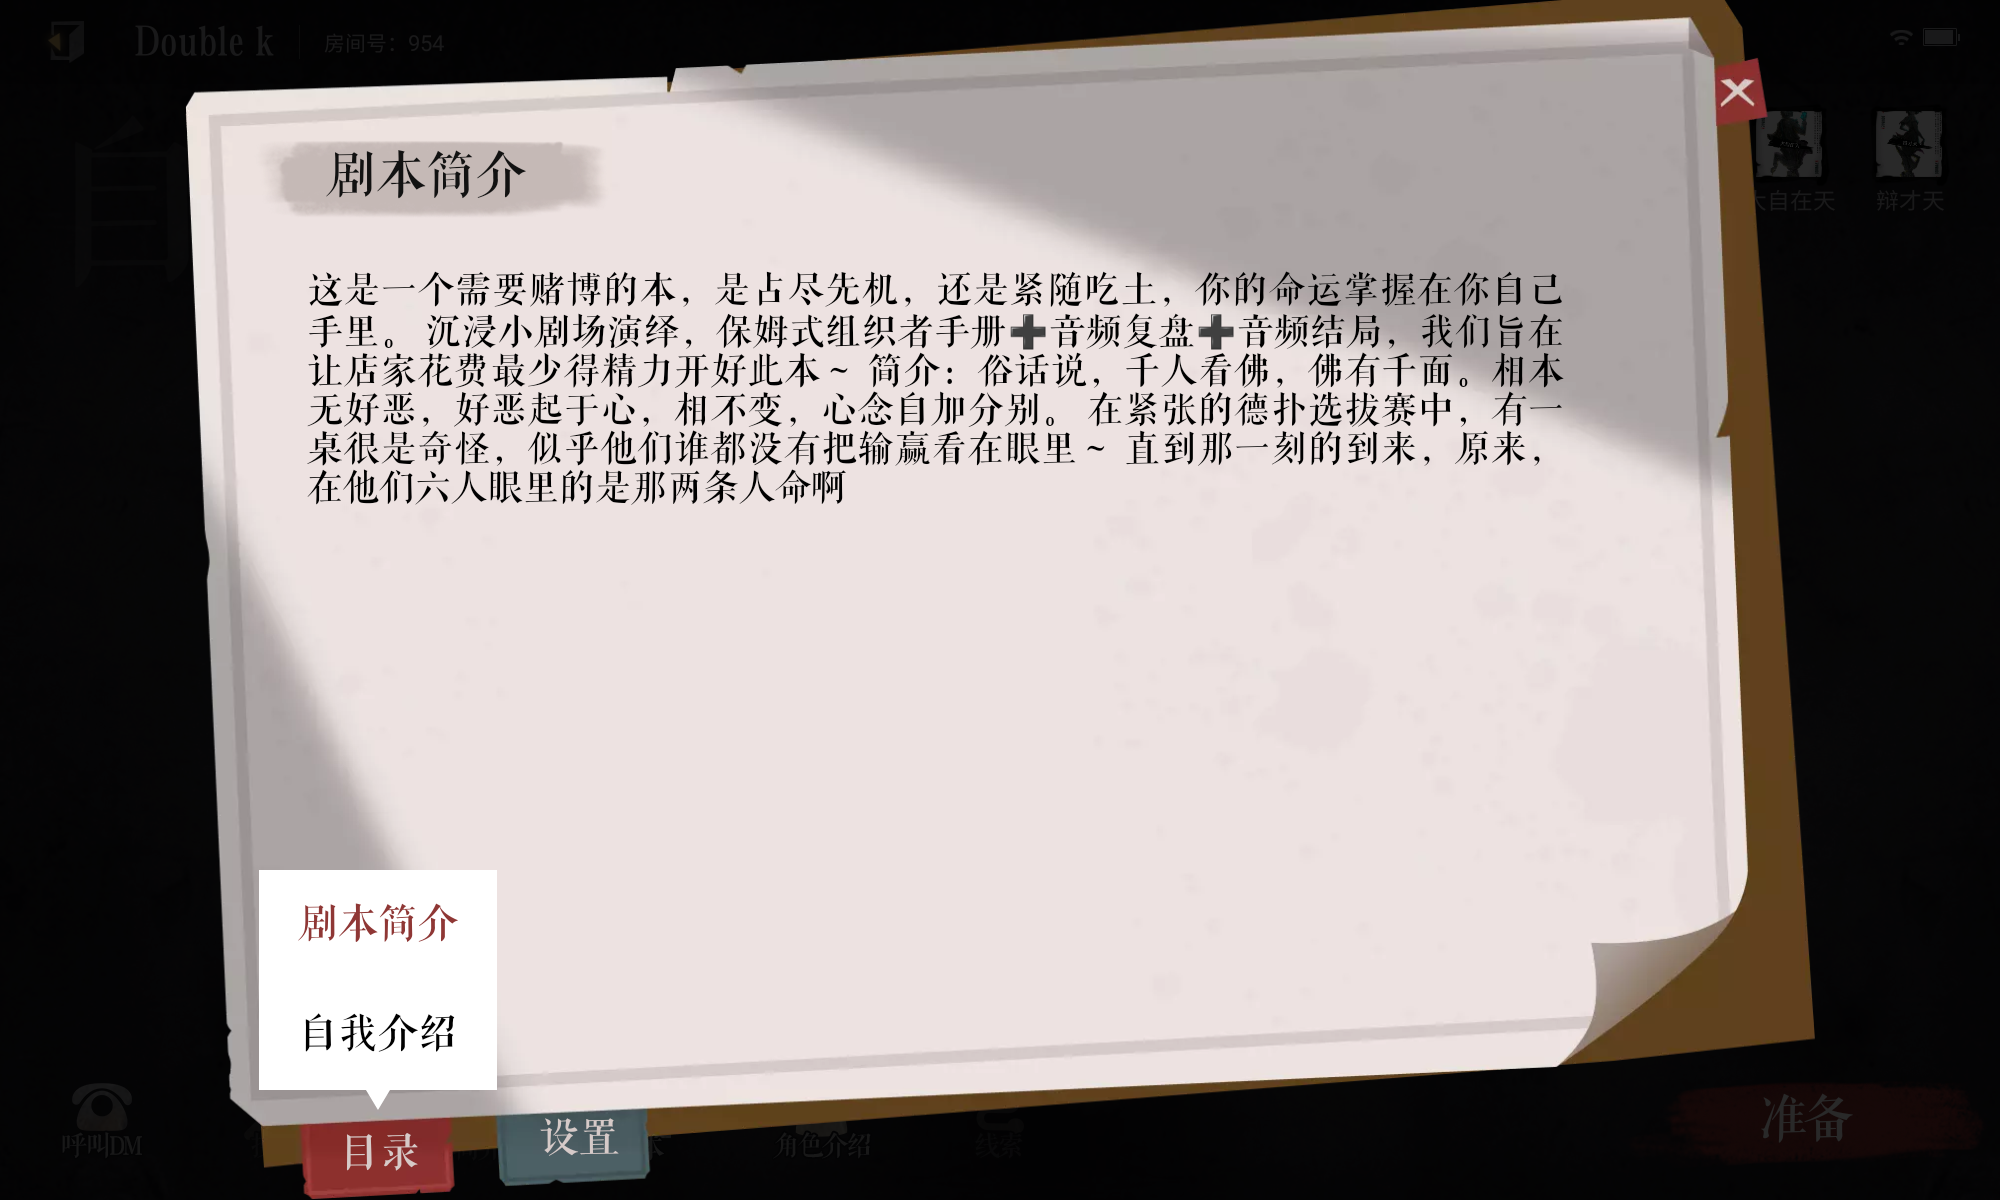 Double k
房间号：954
大自在天
辩才天
剧本简介
这是一个需要赌博的本，是占尽先机，还是紧随吃土，你的命运掌握在你自己
手里。 沉浸小剧场演绎，保姆式组织者手册➕音频复盘➕音频结局，我们旨在
让店家花费最少得精力开好此本~ 简介：俗话说，千人看佛，佛有千面。相本
无好恶，好恶起于心，相不变，心念自加分别。 在紧张的德扑选拔赛中，有一
桌很是奇怪，似乎他们谁都没有把输赢看在眼里~ 直到那一刻的到来，原来，
在他们六人眼里的是那两条人命啊
剧本简介
自我介绍
目录
设置
呼叫DM
角色介绍
线索
准备